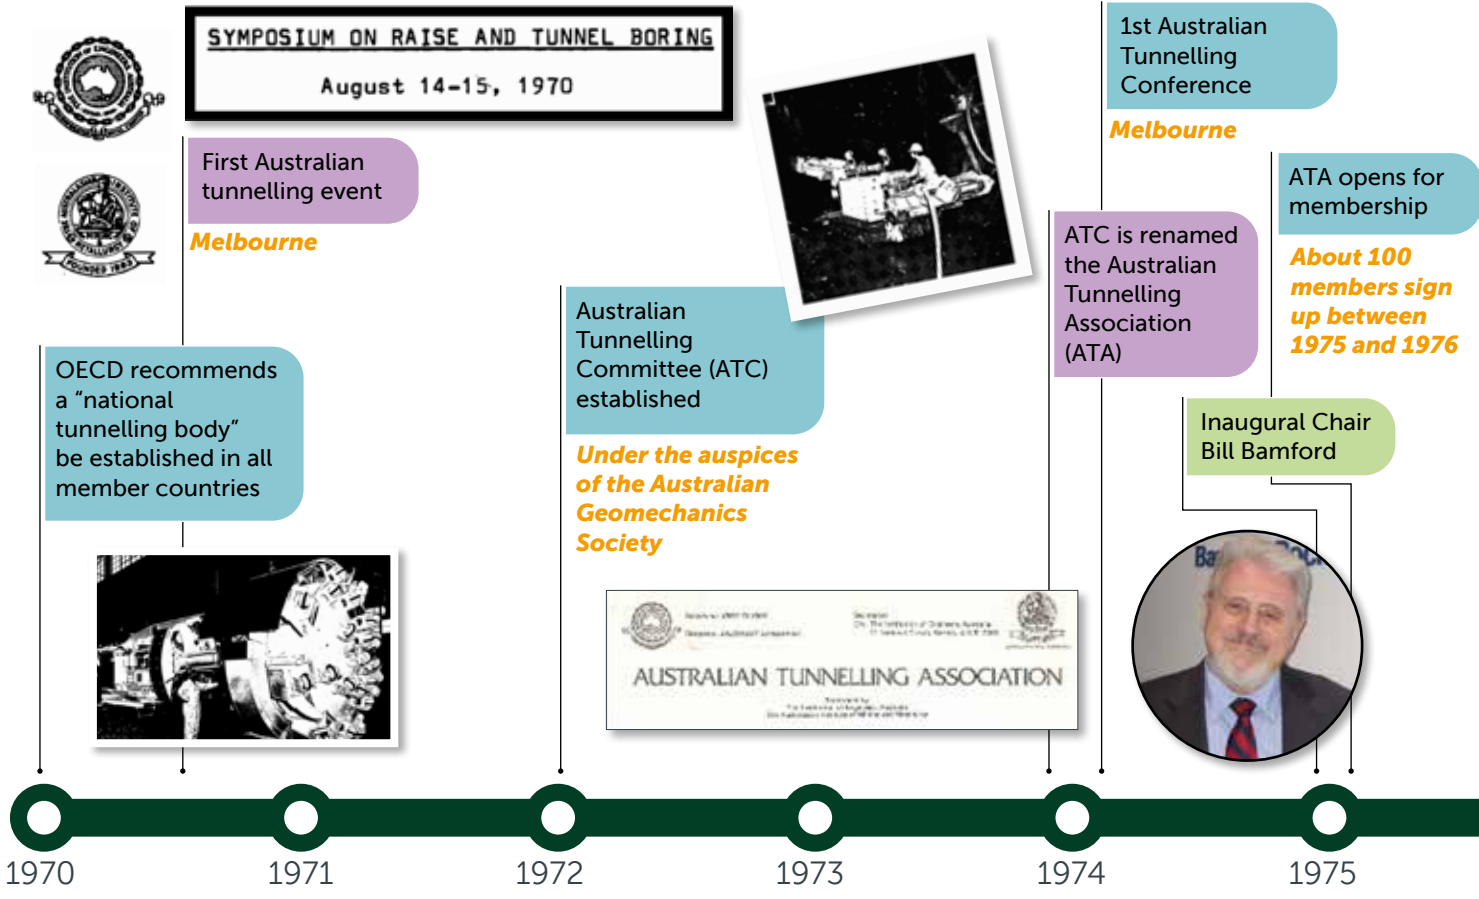 SYMPOSIUM ON RAISE AND TUNNEL BORING
August 14-15, 1970
FOUNDED 1893
First Australian
tunnelling event
Melbourne
OECD recommends
a “national
tunnelling body”
be established in all
member countries
Australian
Tunnelling
Committee (ATC)
established
Under the auspices
of the Australian
Geomechanics
Society
AUSTRALIAN TUNNELLING ASSOCIATION
1st Australian
Tunnelling
Conference
Melbourne
ATC is renamed
the Australian
Tunnelling
Association
(ATA)
ATA opens for
membership
About 100
members sign
up between
1975 and 1976
Inaugural Chair
Bill Bamford
1970
1971
1972
1973
1974
1975